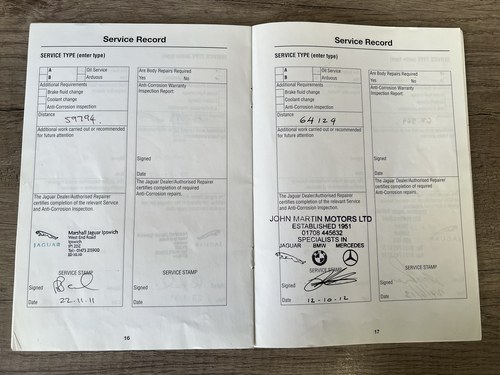 Service Record
SERVICE TYPE (enter type)
A
Oil Service
B
Arduous
Additional Requirements
Brake fluid change
Coolant change
Anti-Corrosion inspection
Distance
59794.
Additional work carried out or recommended
for future attention
The Jaguar Dealer/Authorised Repairer
certifies completion of the relevant Service
and Anti-Corrosion Inspection.
Marshall Jaguar Ipswich
West End Road
Ipswich
JAGUAR
SERVICE STAMP
Signed
Date 22.11.11
Are Body Repairs Required
Yes No
Anti-Corrosion Warranty
Inspection Report:
Signed
Date
The Jaguar Dealer/Authorised Repairer
certifies completion of required
Anti-Corrosion repairs.
SERVICE STAMP
Signed
Date
16
Service Record
SERVICE TYPE (enter type)
A
Oil Service
B
Arduous
Additional Requirements
Brake fluid change
Coolant change
Anti-Corrosion inspection
Distance
64124
Additional work carried out or recommended
for future attention
The Jaguar Dealer/Authorised Repairer
certifies completion of the relevant Service
and Anti-Corrosion Inspection.
JOHN MARTIN MOTORS LTD
ESTABLISHED 1951
01708 445632
SPECIALISTS IN
JAGUAR BMW MERCEDES
SERVICE STAMP
Signed
Date 12-10-12
Are Body Repairs Required
Yes No
Anti-Corrosion Warranty
Inspection Report:
Signed
Date
The Jaguar Dealer/Authorised Repairer
certifies completion of required
Anti-Corrosion repairs.
SERVICE STAMP
Signed
Date
17